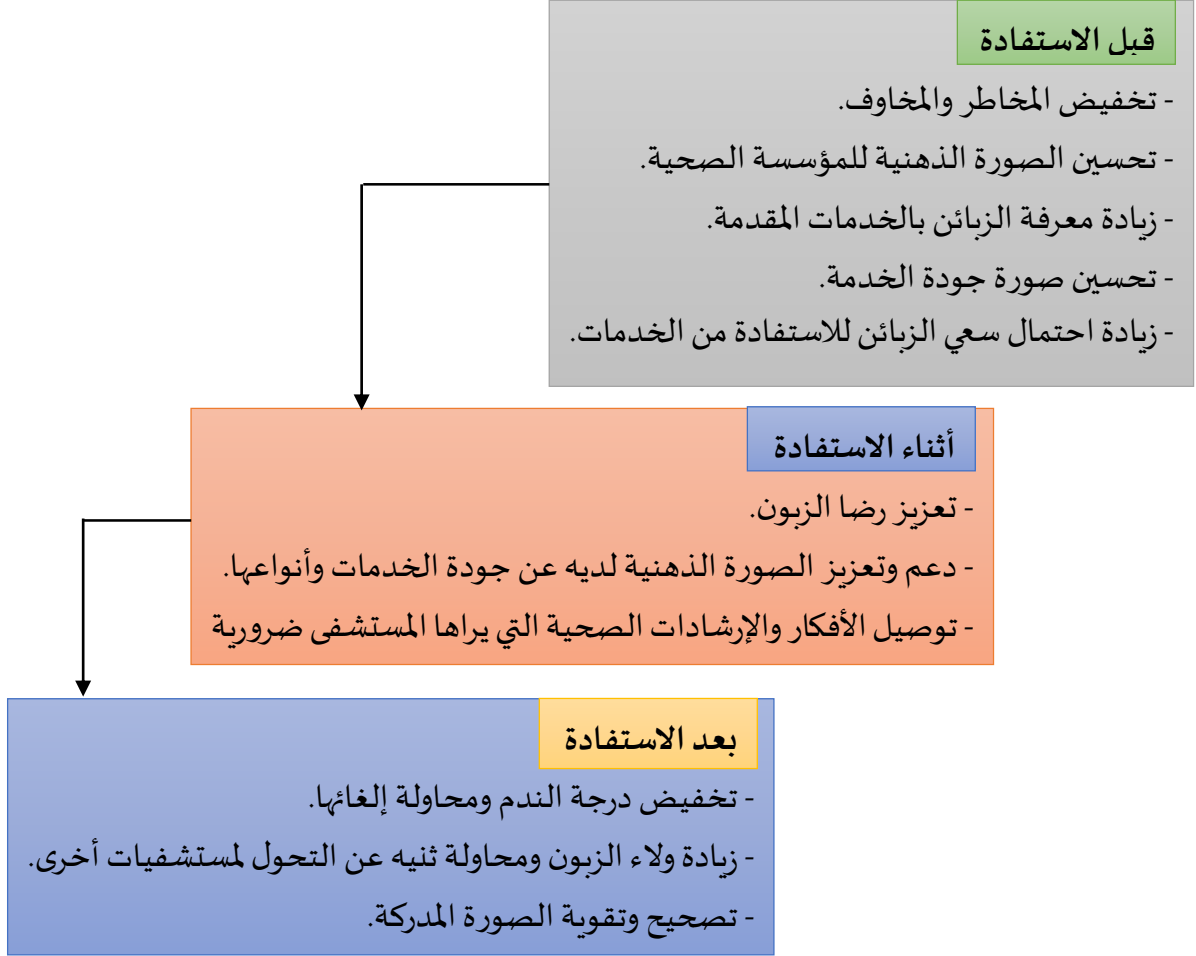 قبل الاستفادة
- تخفيض المخاطر والمخاوف.
- تحسين الصورة الذهنية للمؤسسة الصحية.
- زيادة معرفة الزبائن بالخدمات المقدمة.
- تحسين صورة جودة الخدمة.
- زيادة احتمال سعي الزبائن للاستفادة من الخدمات.
أثناء الاستفادة
- تعزيز رضا الزبون.
- دعم وتعزيز الصورة الذهنية لديه عن جودة الخدمات وأنواعها.
- توصيل الأفكار والإرشادات الصحية التي يراها المستشفى ضرورية
بعد الاستفادة
- تخفيض درجة الندم ومحاولة إلغائها.
- زيادة ولاء الزبون ومحاولة ثنيه عن التحول لمستشفيات أخرى.
- تصحيح وتقوية الصورة المدركة.